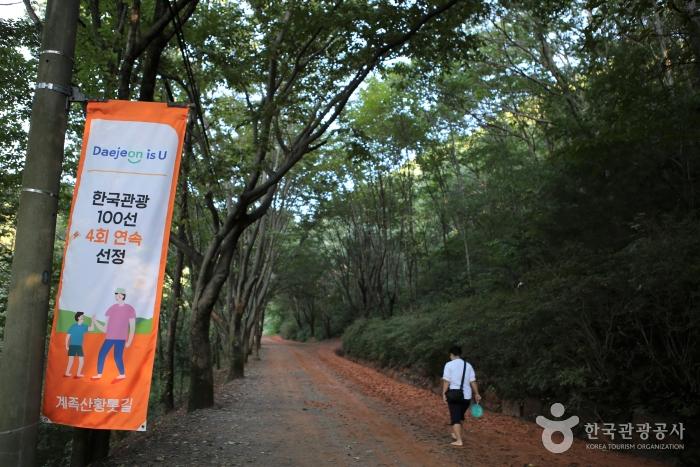 Daejeon is U
한국관광
100선
4회 연속
선정
계족산황톳길
한국관광공사
KOREA TOURISM ORGANIZATION